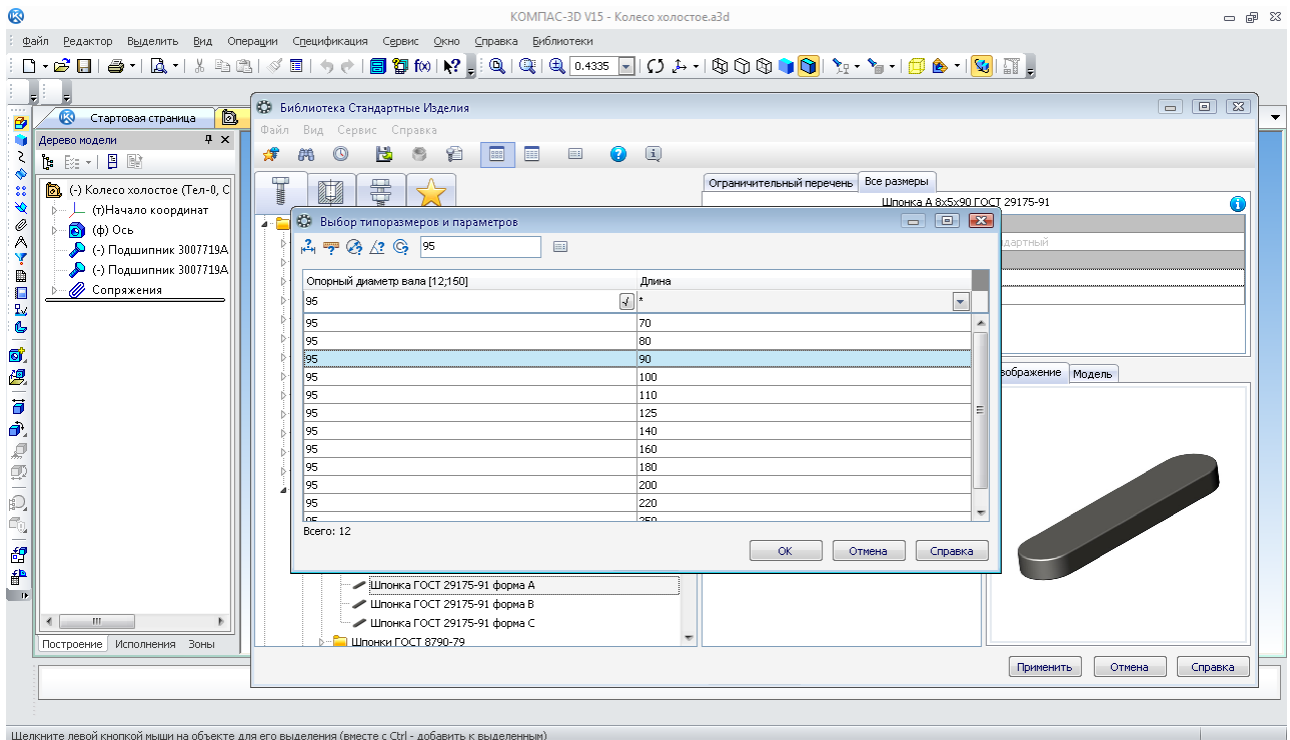 КОМПАС-3D V15 - Колесо холостое.a3d
Файл Редактор Выделить Вид Операции Спецификация Сервис Окно Справка Библиотеки
0.4335
Стартовая страница
Дерево модели
(-) Колесо холостое (Тел-0, С
(т)Начало координат
(ф) Ось
(-) Подшипник 3007719А
(-) Подшипник 3007719А
Сопряжения
Построение Исполнения Зоны
Библиотека Стандартные Изделия
Файл Вид Сервис Справка
Ограничительный перечень Все размеры
Шпонка А 8х5х90 ГОСТ 29175-91
дартный
Выбор типоразмеров и параметров
95
Опорный диаметр вала [12;150] Длина
95 *
95 70
95 80
95 90
95 100
95 110
95 125
95 140
95 160
95 180
95 200
95 220
95 250
Всего: 12
ОК Отмена Справка
зображение Модель
Шпонка ГОСТ 29175-91 форма А
Шпонка ГОСТ 29175-91 форма В
Шпонка ГОСТ 29175-91 форма С
Шпонки ГОСТ 8790-79
Применить Отмена Справка
Щелкните левой кнопкой мыши на объекте для его выделения (вместе с Ctrl - добавить к выделенным)